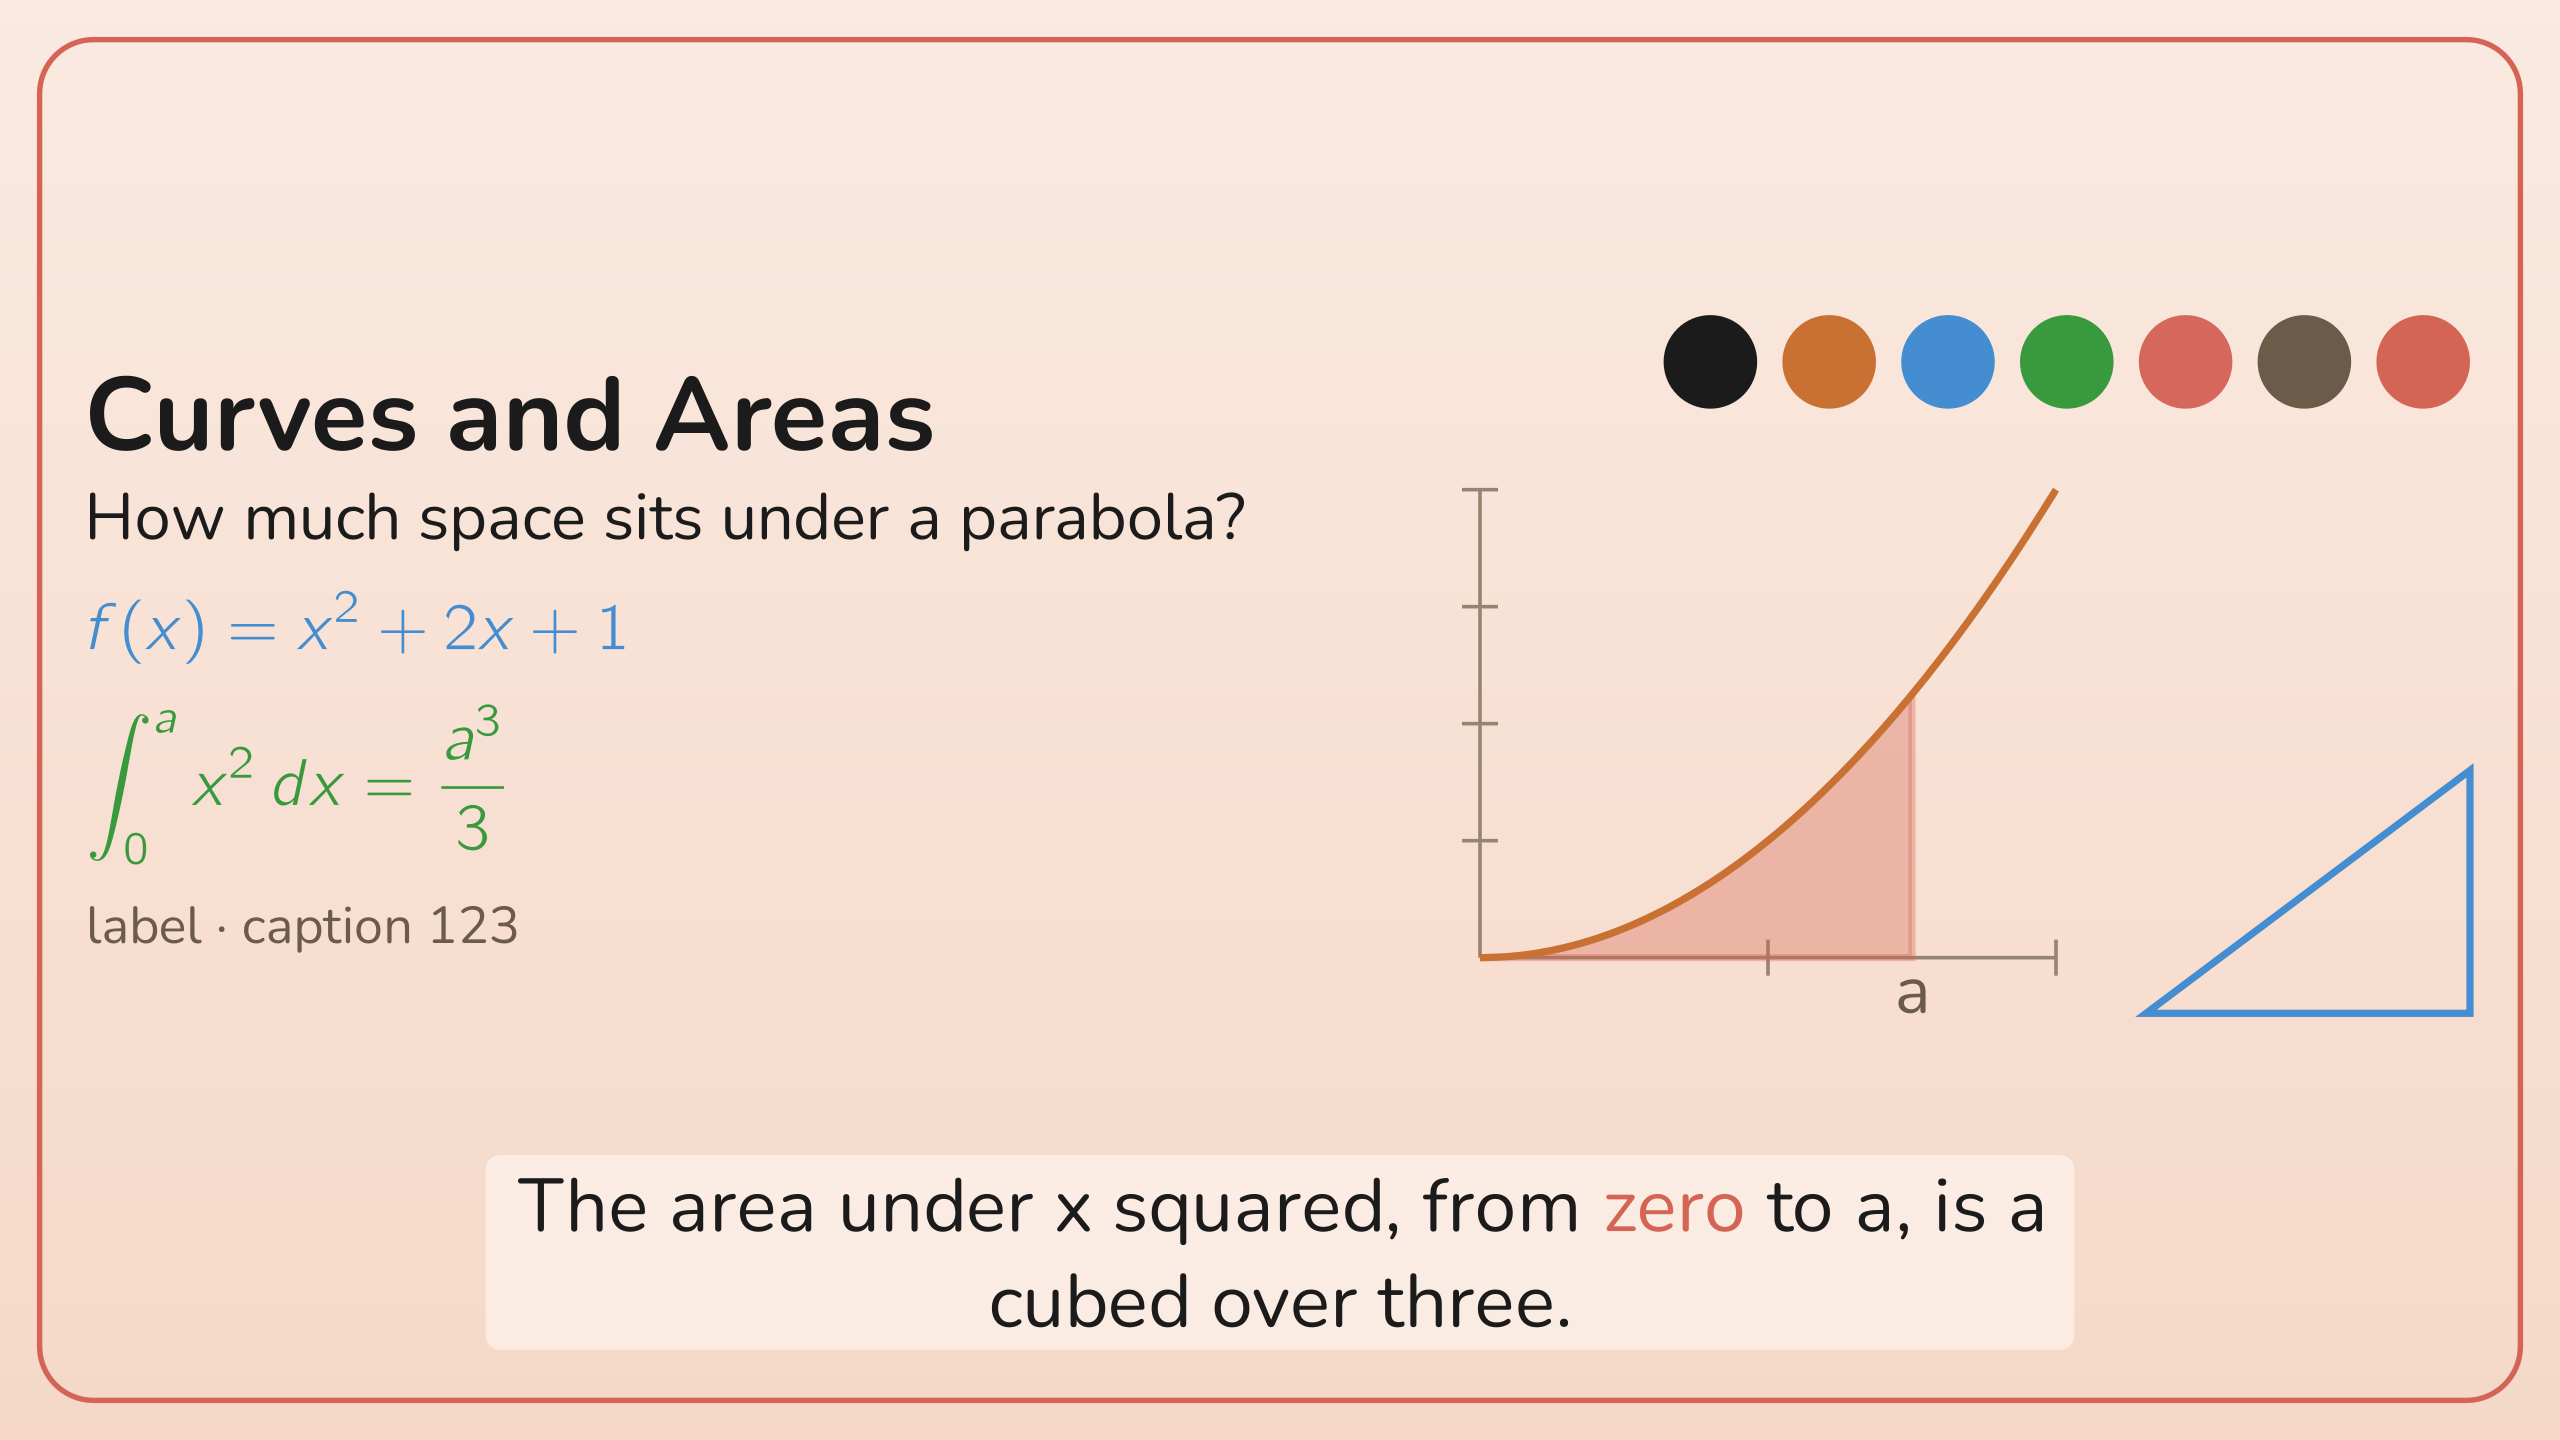 Curves and Areas
How much space sits under a parabola?
f(x) = x² + 2x + 1
∫₀ᵃ x² dx = a³/3
label · caption 123
a
The area under x squared, from zero to a, is a
cubed over three.